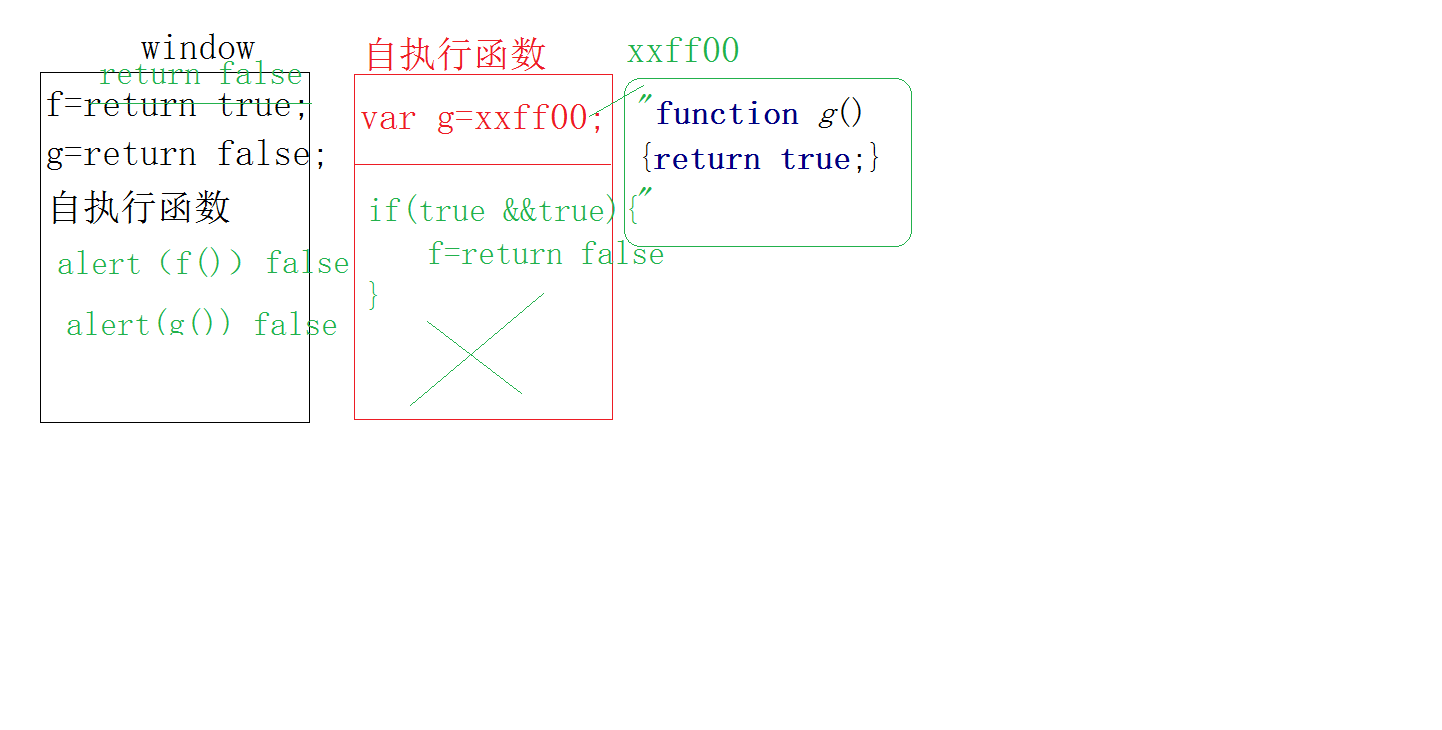 window
return false
f=return true;
g=return false;
自执行函数
alert（f()）false
alert(g()) false
自执行函数
var g=xxff00;
if(true &&true){
f=return false
}
xxff00
"function g()
{return true;}
"